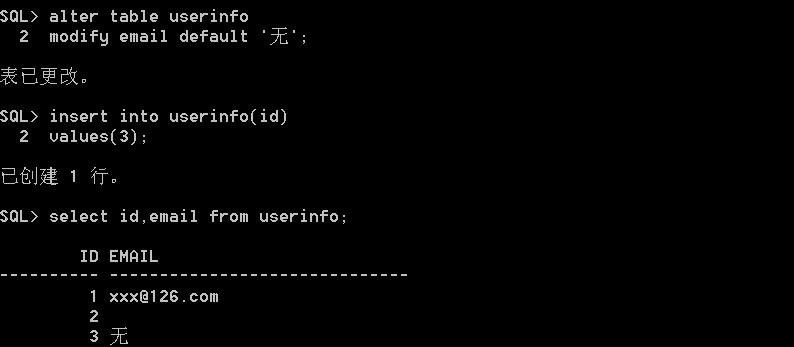 SQL> alter table userinfo
  2  modify email default '无';
表已更改。
SQL> insert into userinfo(id)
  2  values(3);
已创建 1 行。
SQL> select id,email from userinfo;
        ID EMAIL
---------- ------------------------------
         1 xxx@126.com
         2
         3 无